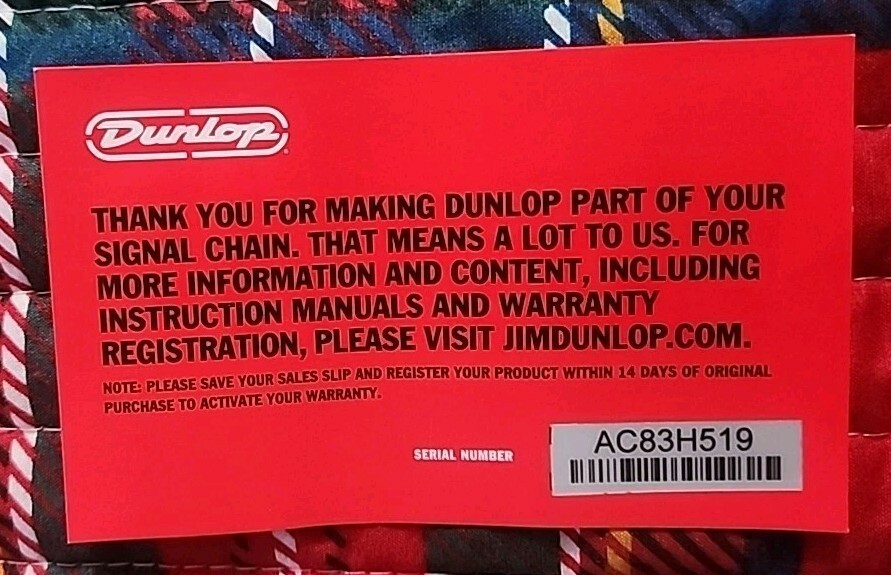 Dunlop
THANK YOU FOR MAKING DUNLOP PART OF YOUR
SIGNAL CHAIN. THAT MEANS A LOT TO US. FOR
MORE INFORMATION AND CONTENT, INCLUDING
INSTRUCTION MANUALS AND WARRANTY
REGISTRATION, PLEASE VISIT JIMDUNLOP.COM.
NOTE: PLEASE SAVE YOUR SALES SLIP AND REGISTER YOUR PRODUCT WITHIN 14 DAYS OF ORIGINAL
PURCHASE TO ACTIVATE YOUR WARRANTY.
SERIAL NUMBER
AC83H519